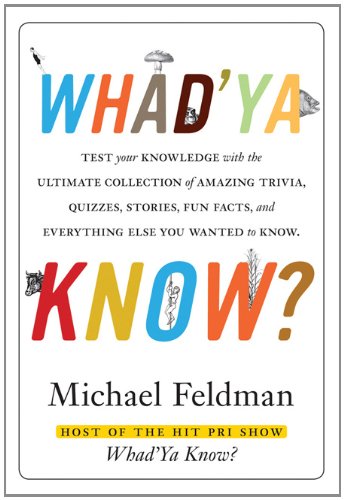 WHAD'YA
TEST your KNOWLEDGE with the
ULTIMATE COLLECTION of AMAZING TRIVIA,
QUIZZES, STORIES, FUN FACTS, and
EVERYTHING ELSE YOU WANTED to KNOW.
KNOW?
Michael Feldman
HOST OF THE HIT PRI SHOW
Whad'Ya Know?